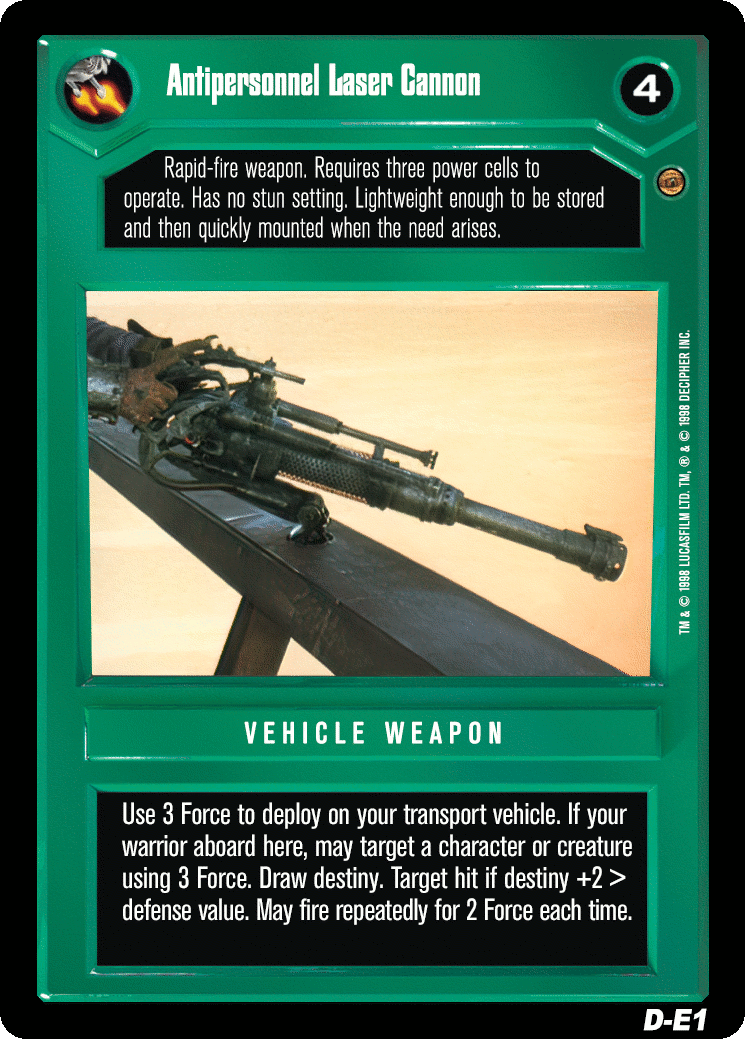 Antipersonnel Laser Cannon
4
Rapid-fire weapon. Requires three power cells to
operate. Has no stun setting. Lightweight enough to be stored
and then quickly mounted when the need arises.
TM & © 1998 LUCASFILM LTD. TM, ® & © 1998 DECIPHER INC.
VEHICLE WEAPON
Use 3 Force to deploy on your transport vehicle. If your
warrior aboard here, may target a character or creature
using 3 Force. Draw destiny. Target hit if destiny +2 >
defense value. May fire repeatedly for 2 Force each time.
D-E1